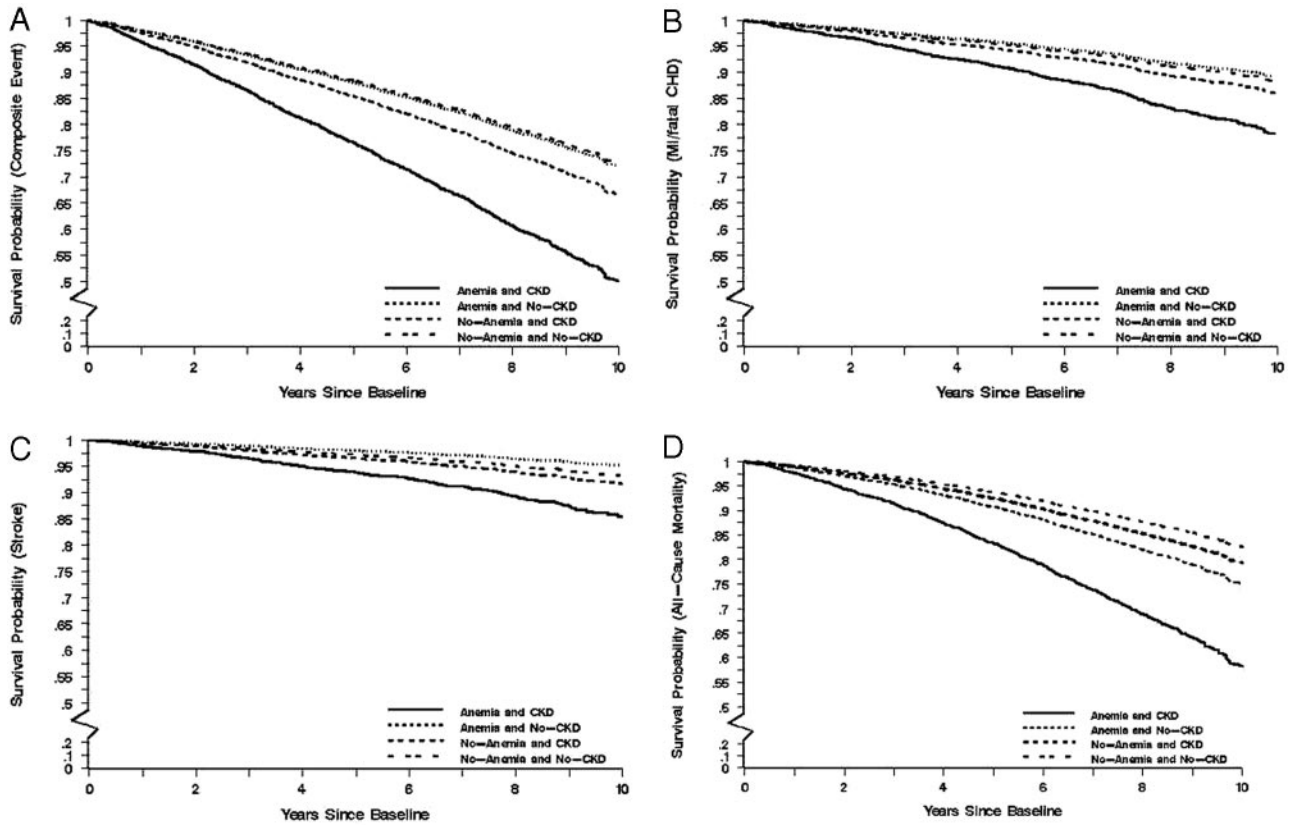 A
Survival Probability (Composite Event)
1
.95
.9
.85
.8
.75
.7
.65
.6
.55
.5
.2
.1
0
Anemia and CKD
Anemia and No-CKD
No-Anemia and CKD
No-Anemia and No-CKD
0 2 4 6 8 10
Years Since Baseline
B
Survival Probability (MI/fatal CHD)
1
.95
.9
.85
.8
.75
.7
.65
.6
.55
.5
.2
.1
0
Anemia and CKD
Anemia and No-CKD
No-Anemia and CKD
No-Anemia and No-CKD
0 2 4 6 8 10
Years Since Baseline
C
Survival Probability (Stroke)
1
.95
.9
.85
.8
.75
.7
.65
.6
.55
.5
.2
.1
0
Anemia and CKD
Anemia and No-CKD
No-Anemia and CKD
No-Anemia and No-CKD
0 2 4 6 8 10
Years Since Baseline
D
Survival Probability (All-Cause Mortality)
1
.95
.9
.85
.8
.75
.7
.65
.6
.55
.5
.2
.1
0
Anemia and CKD
Anemia and No-CKD
No-Anemia and CKD
No-Anemia and No-CKD
0 2 4 6 8 10
Years Since Baseline